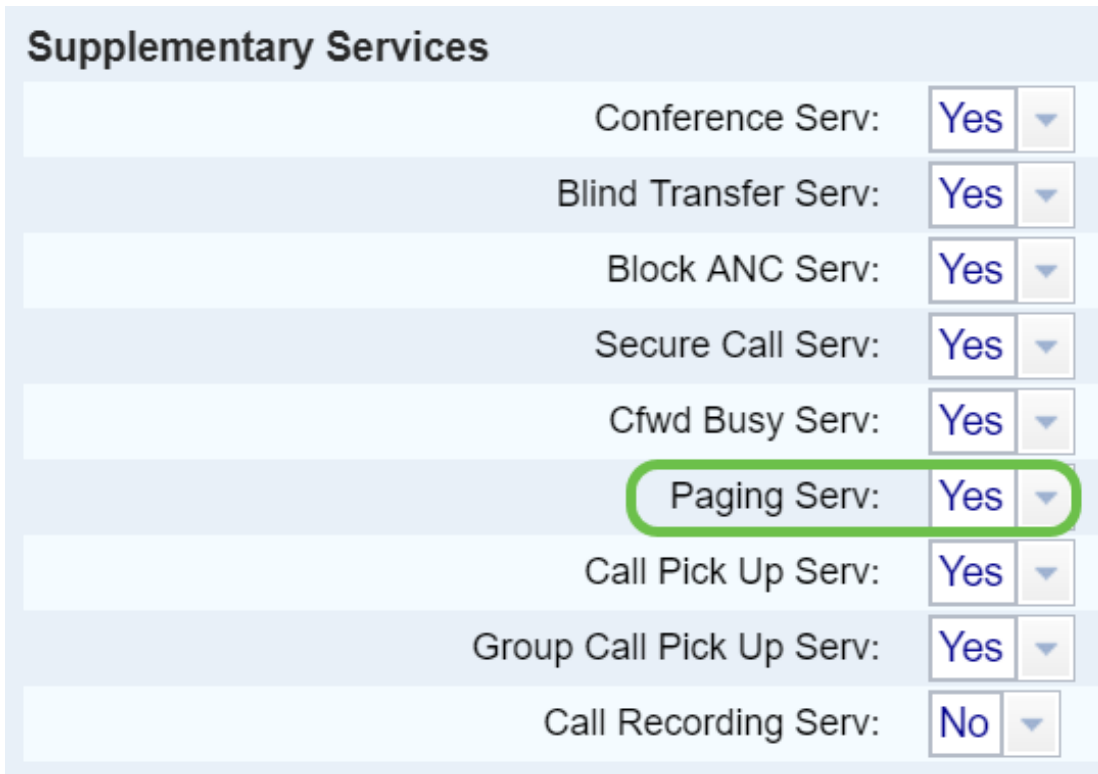 Supplementary Services
Conference Serv: Yes
Blind Transfer Serv: Yes
Block ANC Serv: Yes
Secure Call Serv: Yes
Cfwd Busy Serv: Yes
Paging Serv: Yes
Call Pick Up Serv: Yes
Group Call Pick Up Serv: Yes
Call Recording Serv: No